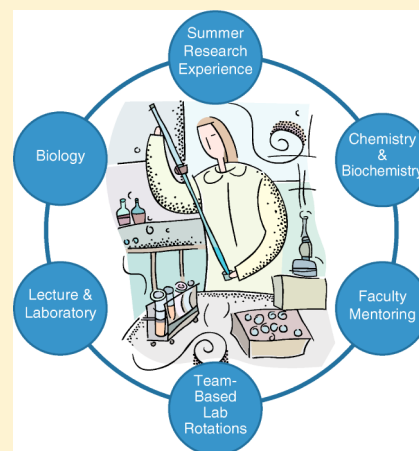 Summer
Research
Experience
Chemistry
&
Biochemistry
Faculty
Mentoring
Team-
Based
Lab
Rotations
Lecture &
Laboratory
Biology